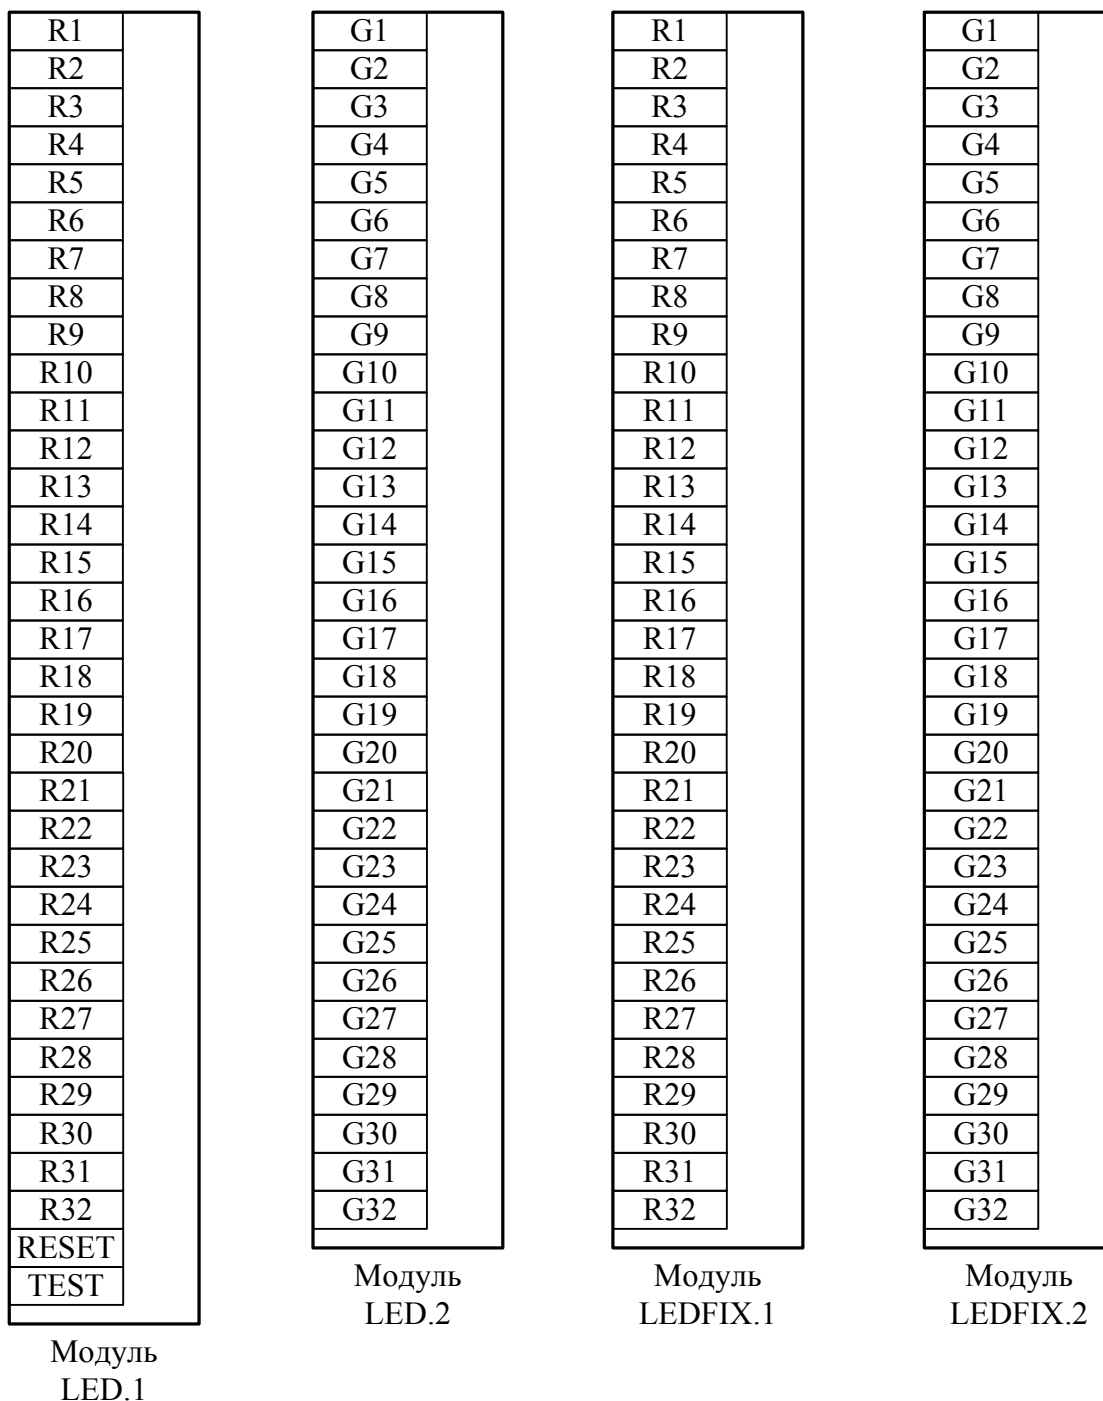 R1
R2
R3
R4
R5
R6
R7
R8
R9
R10
R11
R12
R13
R14
R15
R16
R17
R18
R19
R20
R21
R22
R23
R24
R25
R26
R27
R28
R29
R30
R31
R32
RESET
TEST
Модуль
LED.1
G1
G2
G3
G4
G5
G6
G7
G8
G9
G10
G11
G12
G13
G14
G15
G16
G17
G18
G19
G20
G21
G22
G23
G24
G25
G26
G27
G28
G29
G30
G31
G32
Модуль
LED.2
R1
R2
R3
R4
R5
R6
R7
R8
R9
R10
R11
R12
R13
R14
R15
R16
R17
R18
R19
R20
R21
R22
R23
R24
R25
R26
R27
R28
R29
R30
R31
R32
Модуль
LEDFIX.1
G1
G2
G3
G4
G5
G6
G7
G8
G9
G10
G11
G12
G13
G14
G15
G16
G17
G18
G19
G20
G21
G22
G23
G24
G25
G26
G27
G28
G29
G30
G31
G32
Модуль
LEDFIX.2